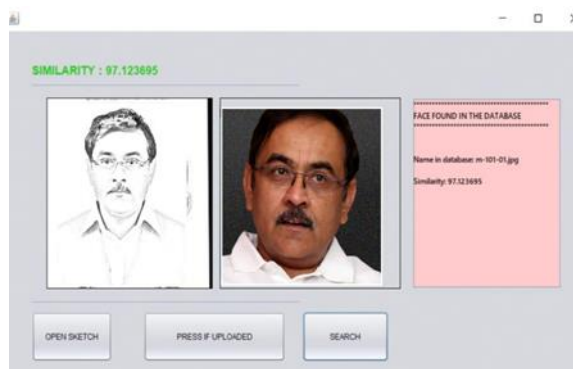 SIMILARITY : 97.123695
FACE FOUND IN THE DATABASE
Name in database: m-101-01.jpg
Similarity: 97.123695
OPEN SKETCH
PRESS IF UPLOADED
SEARCH